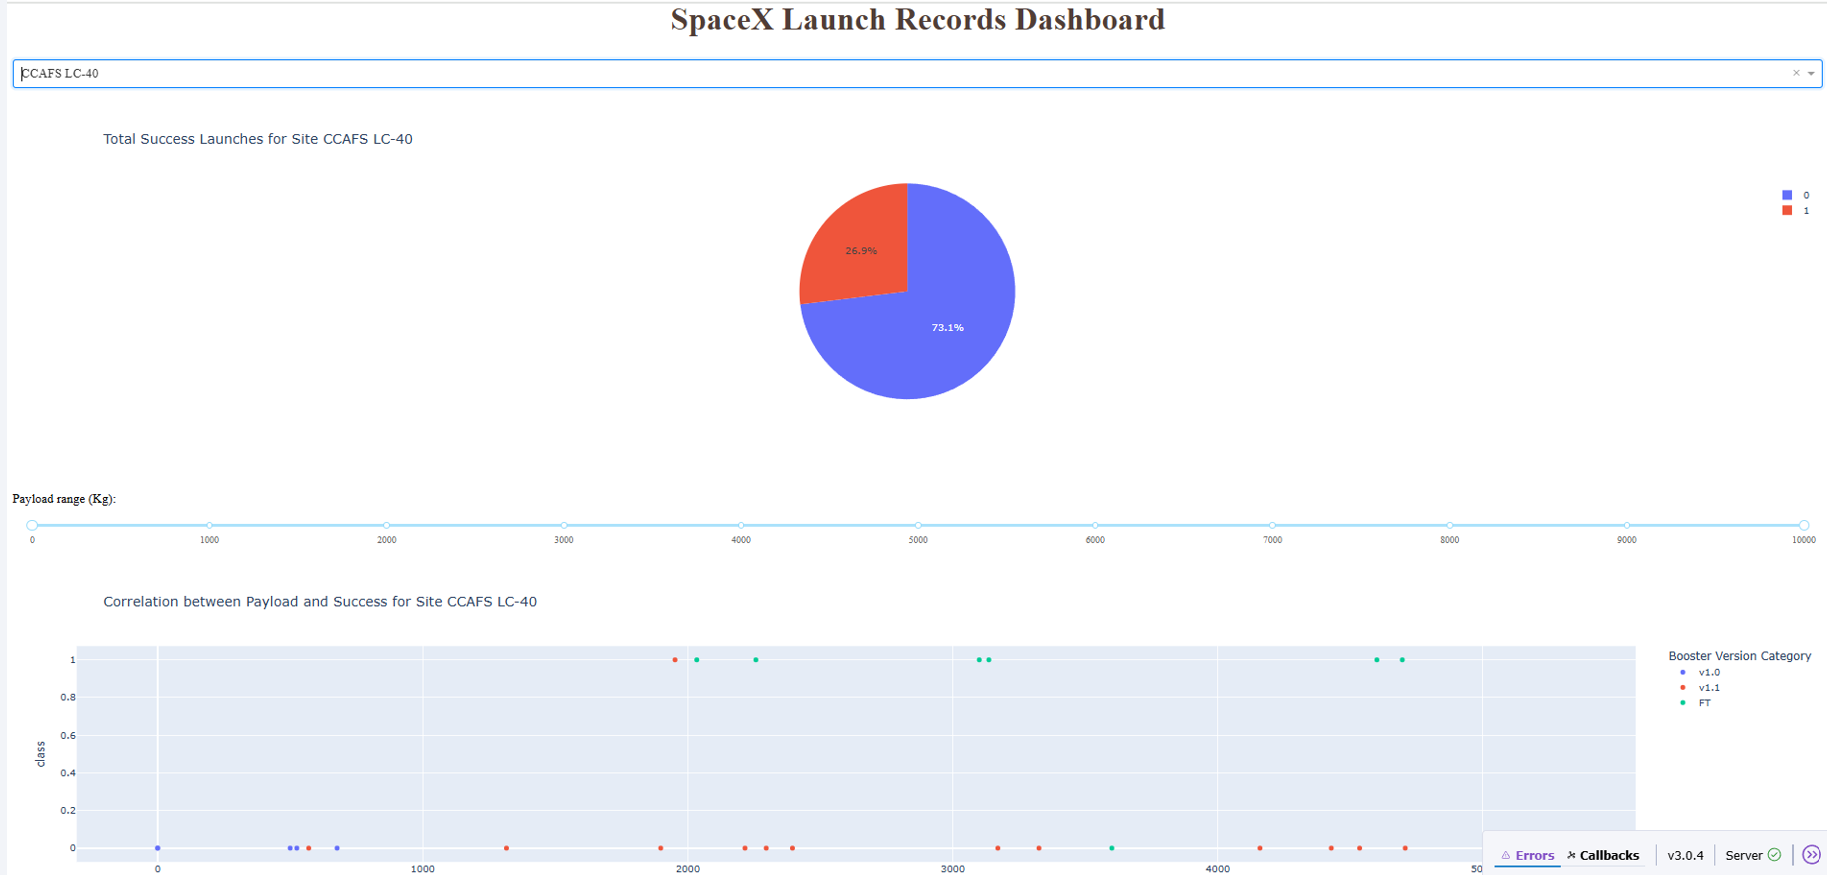 SpaceX Launch Records Dashboard
CCAFS LC-40
Total Success Launches for Site CCAFS LC-40
0
1
26.9%
73.1%
Payload range (Kg):
0 1000 2000 3000 4000 5000 6000 7000 8000 9000 10000
Correlation between Payload and Success for Site CCAFS LC-40
Booster Version Category
v1.0
v1.1
FT
1
0.8
0.6
0.4
0.2
0
class
0 1000 2000 3000 4000
Errors Callbacks v3.0.4 Server